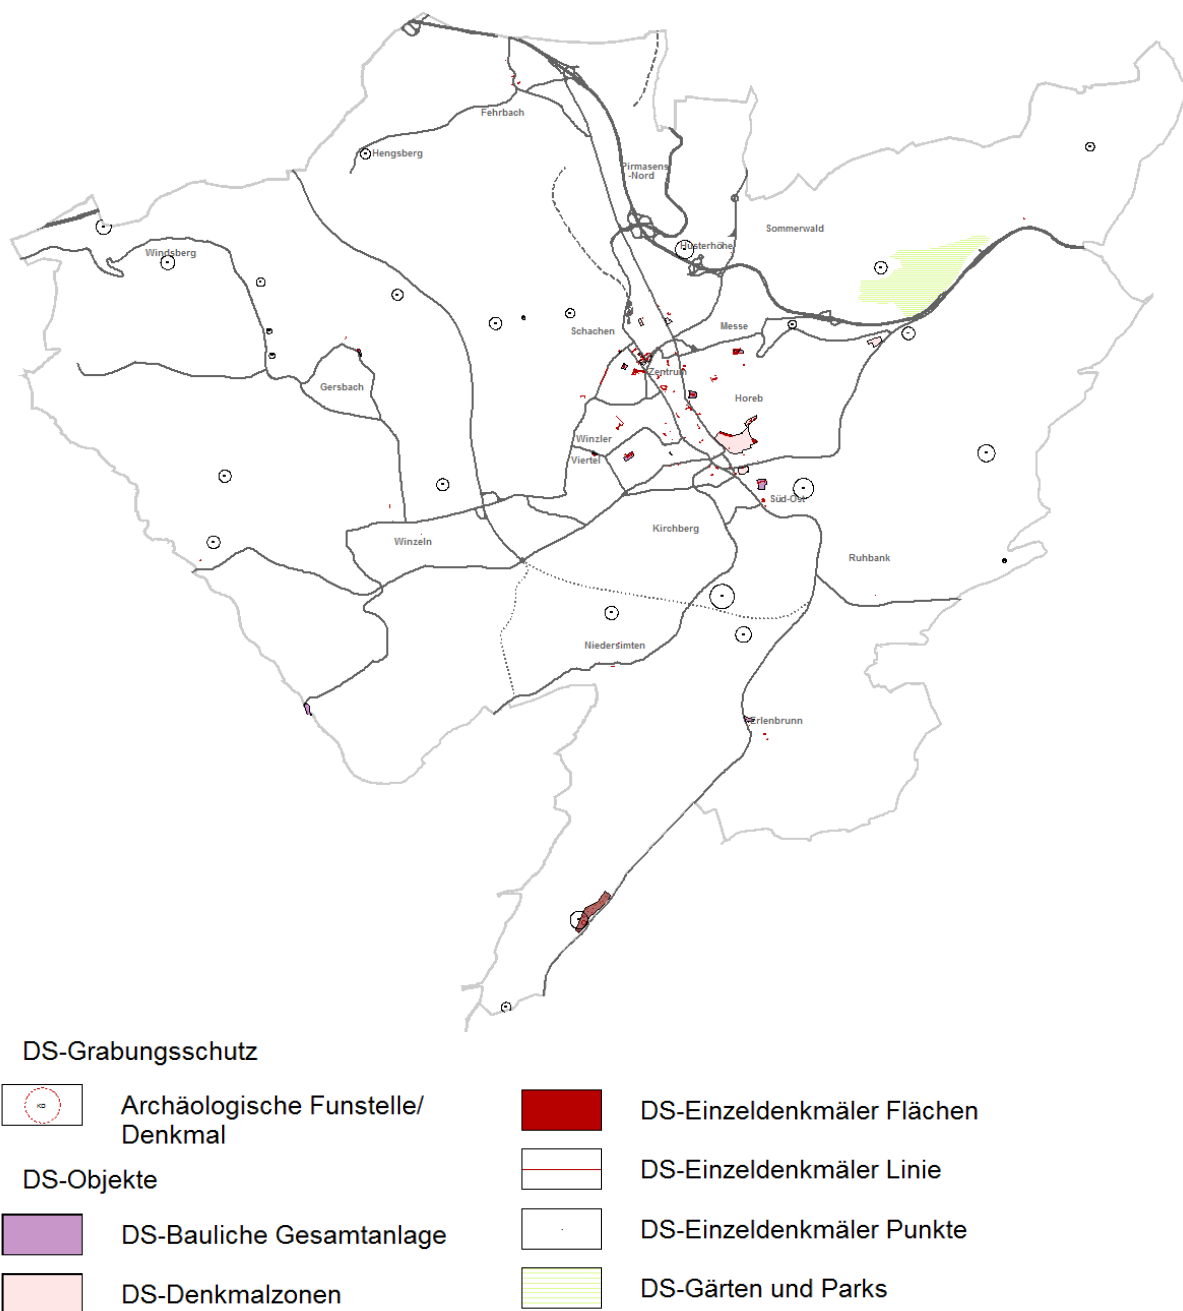 Fehrbach
Hengsberg
Pirmasens
-Nord
Sommerwald
Husterhöhe
Windsberg
Schachen
Messe
Zentrum
Gersbach
Horeb
Winzler
Viertel
Süd-Ost
Kirchberg
Winzeln
Ruhbank
Niedersimten
Erlenbrunn
DS-Grabungsschutz
Archäologische Funstelle/
Denkmal
DS-Objekte
DS-Bauliche Gesamtanlage
DS-Denkmalzonen
DS-Einzeldenkmäler Flächen
DS-Einzeldenkmäler Linie
DS-Einzeldenkmäler Punkte
DS-Gärten und Parks